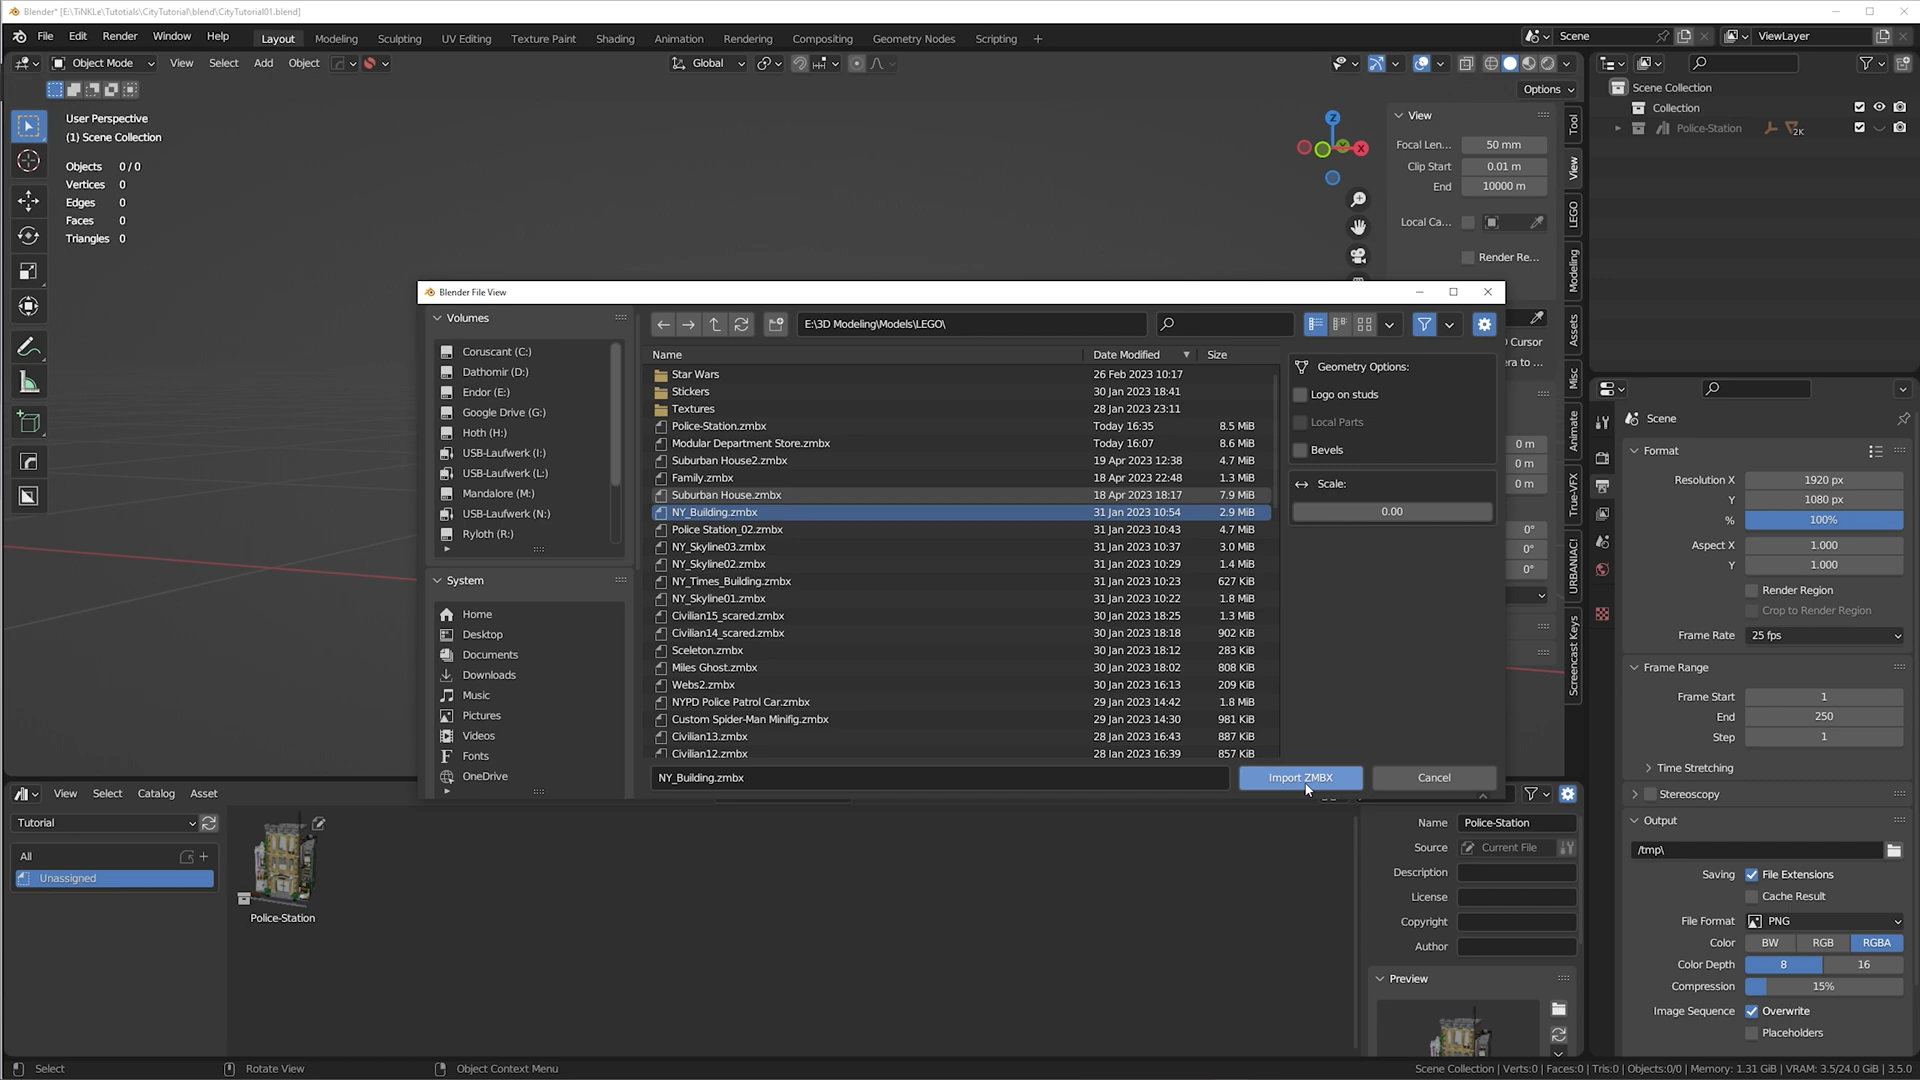 Blender* [E:\TiNKLe\Tutotials\CityTutorial\blend\CityTutorial01.blend]
File Edit Render Window Help Layout Modeling Sculpting UV Editing Texture Paint Shading Animation Rendering Compositing Geometry Nodes Scripting + Scene ViewLayer
Object Mode View Select Add Object Global
Options
User Perspective
(1) Scene Collection
Objects 0 / 0
Vertices 0
Edges 0
Faces 0
Triangles 0
Z
X
View
Focal Len... 50 mm
Clip Start 0.01 m
End 10000 m
Local Ca...
Render Re...
Tool
View
LEGO
Modeling
Assets
Misc
Animate
True-VFX
URBANIAC!
Screencast Keys
Scene Collection
Collection
Police-Station 2K
Blender File View
Volumes
Coruscant (C:)
Dathomir (D:)
Endor (E:)
Google Drive (G:)
Hoth (H:)
USB-Laufwerk (I:)
USB-Laufwerk (L:)
Mandalore (M:)
USB-Laufwerk (N:)
Ryloth (R:)
System
Home
Desktop
Documents
Downloads
Music
Pictures
Videos
Fonts
OneDrive
E:\3D Modeling\Models\LEGO\
Name Date Modified Size
Star Wars 26 Feb 2023 10:17
Stickers 30 Jan 2023 18:41
Textures 28 Jan 2023 23:11
Police-Station.zmbx Today 16:35 8.5 MiB
Modular Department Store.zmbx Today 16:07 8.6 MiB
Suburban House2.zmbx 19 Apr 2023 12:38 4.7 MiB
Family.zmbx 18 Apr 2023 22:48 1.3 MiB
Suburban House.zmbx 18 Apr 2023 18:17 7.9 MiB
NY_Building.zmbx 31 Jan 2023 10:54 2.9 MiB
Police Station_02.zmbx 31 Jan 2023 10:43 4.7 MiB
NY_Skyline03.zmbx 31 Jan 2023 10:37 3.0 MiB
NY_Skyline02.zmbx 31 Jan 2023 10:29 1.4 MiB
NY_Times_Building.zmbx 31 Jan 2023 10:23 627 KiB
NY_Skyline01.zmbx 31 Jan 2023 10:22 1.8 MiB
Civilian15_scared.zmbx 30 Jan 2023 18:25 1.3 MiB
Civilian14_scared.zmbx 30 Jan 2023 18:18 902 KiB
Sceleton.zmbx 30 Jan 2023 18:12 283 KiB
Miles Ghost.zmbx 30 Jan 2023 18:02 808 KiB
Webs2.zmbx 30 Jan 2023 16:13 209 KiB
NYPD Police Patrol Car.zmbx 29 Jan 2023 14:42 1.8 MiB
Custom Spider-Man Minifig.zmbx 29 Jan 2023 14:30 981 KiB
Civilian13.zmbx 28 Jan 2023 16:43 887 KiB
Civilian12.zmbx 28 Jan 2023 16:39 857 KiB
NY_Building.zmbx Import ZMBX Cancel
Geometry Options:
Logo on studs
Local Parts
Bevels
Scale:
0.00
D Cursor
ra to ...
0 m
0 m
0 m
0°
0°
0°
Scene
Format
Resolution X 1920 px
Y 1080 px
% 100%
Aspect X 1.000
Y 1.000
Render Region
Crop to Render Region
Frame Rate 25 fps
Frame Range
Frame Start 1
End 250
Step 1
Time Stretching
Stereoscopy
Output
/tmp\
Saving File Extensions
Cache Result
File Format PNG
Color BW RGB RGBA
Color Depth 8 16
Compression 15%
Image Sequence Overwrite
Placeholders
View Select Catalog Asset
Tutorial
All
Unassigned
Police-Station
Name Police-Station
Source Current File
Description
License
Copyright
Author
Preview
Select Rotate View Object Context Menu Scene Collection | Verts:0 | Faces:0 | Tris:0 | Objects:0/0 | Memory: 1.31 GiB | VRAM: 3.5/24.0 GiB | 3.5.0